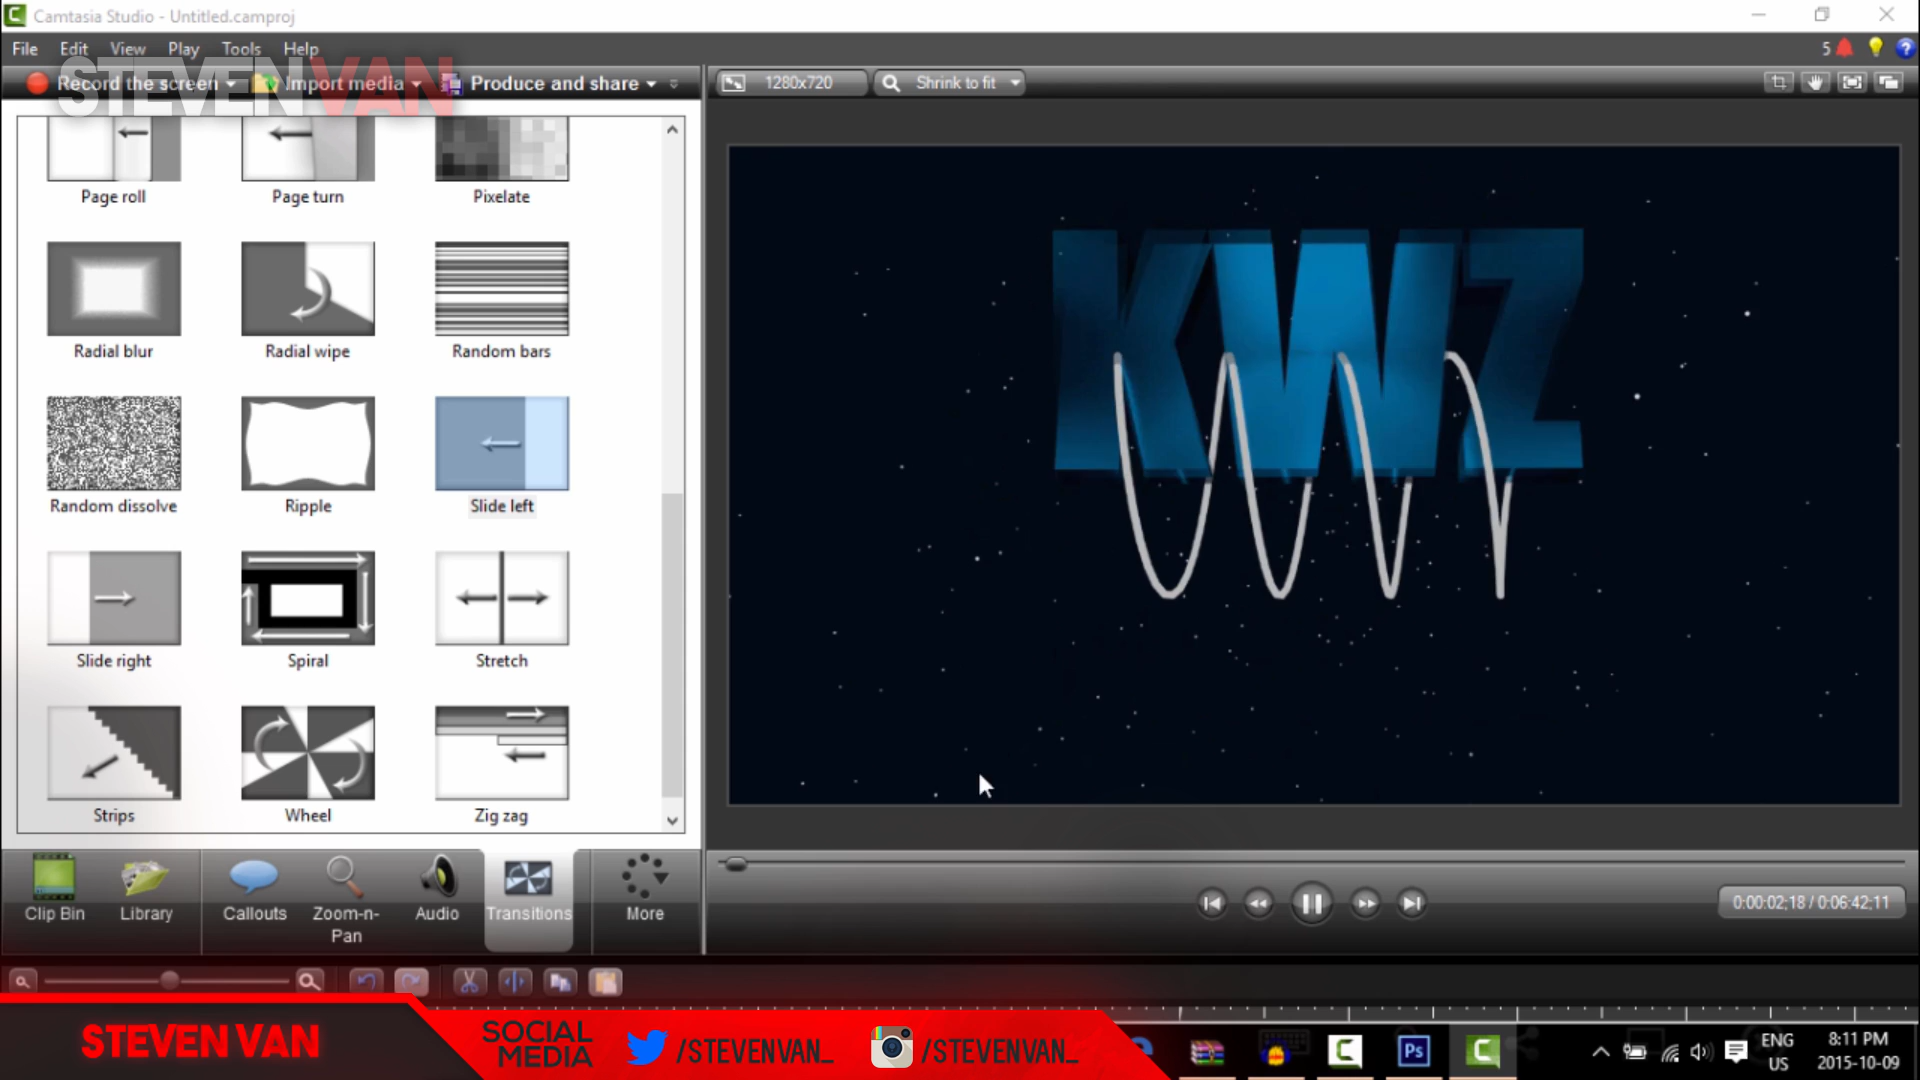 Camtasia Studio - Untitled.camproj
File Edit View Play Tools Help
5
STEVEN VAN
Record the screen Import media Produce and share
1280x720 Shrink to fit
Page roll Page turn Pixelate
Radial blur Radial wipe Random bars
Random dissolve Ripple Slide left
Slide right Spiral Stretch
Strips Wheel Zig zag
KWZ
Clip Bin Library Callouts Zoom-n-Pan Audio Transitions More
0:00:02;18 / 0:06:42;11
STEVEN VAN
SOCIAL MEDIA
/STEVENVAN_
/STEVENVAN_
Ps
ENG
US
8:11 PM
2015-10-09